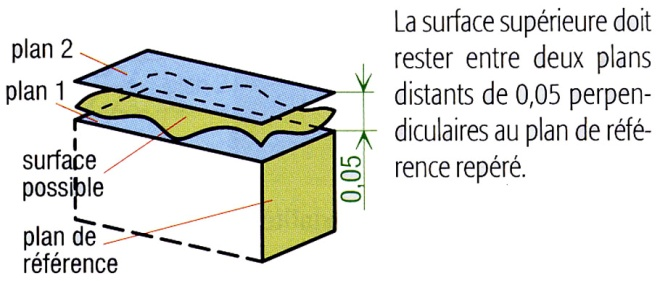 plan 2
plan 1
surface
possible
plan de
référence
0,05
La surface supérieure doit
rester entre deux plans
distants de 0,05 perpen-
diculaires au plan de réfé-
rence repéré.